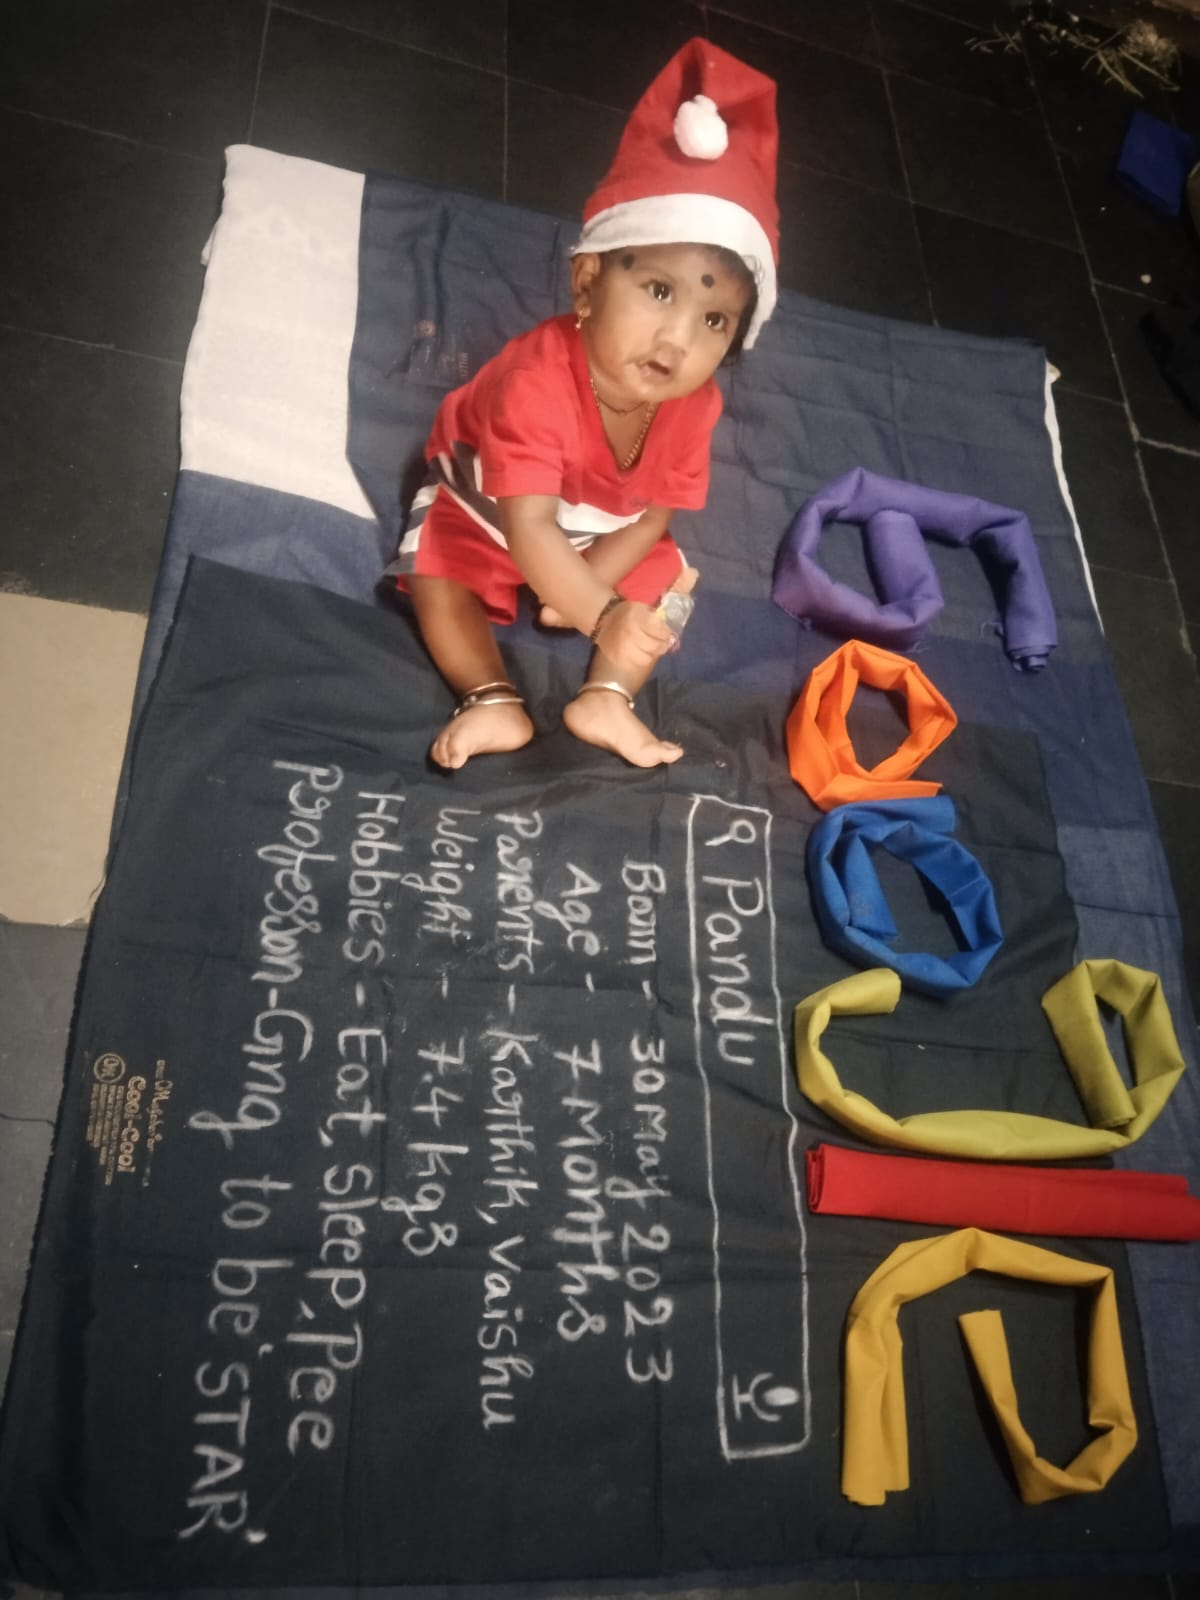 Google
Pandu
Born - 30 May 2023
Age - 7 Months
Parents - Karthik, vaishu
Weight - 7.4 kgs
Hobbies - Eat, sleep, Pee
Professon - Gng to be 'STAR'
Cool-Cool